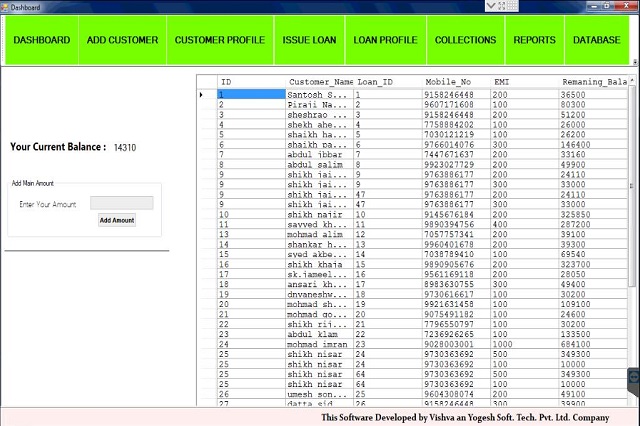 Dashboard
DASHBOARD ADD CUSTOMER CUSTOMER PROFILE ISSUE LOAN LOAN PROFILE COLLECTIONS REPORTS DATABASE
ID Customer_Name Loan_ID Mobile_No EMI Remaning_Bala
1 Santosh S... 1 9158246448 200 36500
2 Piraji Na... 2 9607171608 100 80300
3 sheshrao ... 3 9158246448 200 51200
4 shekh ahe... 4 7758884202 100 26000
5 shaikh ha... 5 7030121219 100 26200
6 shaikh pa... 6 9766014076 300 146400
7 abdul jbbar 7 7447671637 200 33160
8 abdul salim 8 9923027729 200 49900
9 shikh jai... 9 9763886177 200 24110
9 shikh jai... 9 9763886177 300 33000
9 shikh jai... 47 9763886177 200 24110
9 shikh jai... 47 9763886177 300 33000
10 shikh najir 10 9145676184 200 325850
11 sayyed kh... 11 9890394756 400 287200
13 mohmad alim 12 7057757341 200 39100
14 shankar h... 13 9960401678 200 39300
15 syed akbe... 14 7038789410 100 69540
16 shikh khaja 15 9890905676 200 323700
17 sk.jameel... 16 9561169118 200 28050
18 ansari kh... 17 8983630755 300 49400
19 dnyaneshw... 18 9730616617 100 30200
20 mohmad sh... 19 9921631458 200 109100
21 mohmad go... 20 9075491182 100 24600
22 shikh rij... 21 7796550797 100 30200
23 abdul klam 22 7236926265 200 133500
24 mohmad imran 23 9028003001 1000 684100
25 shikh nisar 24 9730363692 500 349300
25 shikh nisar 24 9730363692 100 10000
25 shikh nisar 64 9730363692 500 349300
25 shikh nisar 64 9730363692 100 10000
26 umesh son... 25 9604308074 200 49100
27 datta sid... 26 9158246448 300 39900
Your Current Balance : 14310
Add Main Amount
Enter Your Amount
Add Amount
This Software Developed by Vishva an Yogesh Soft. Tech. Pvt. Ltd. Company